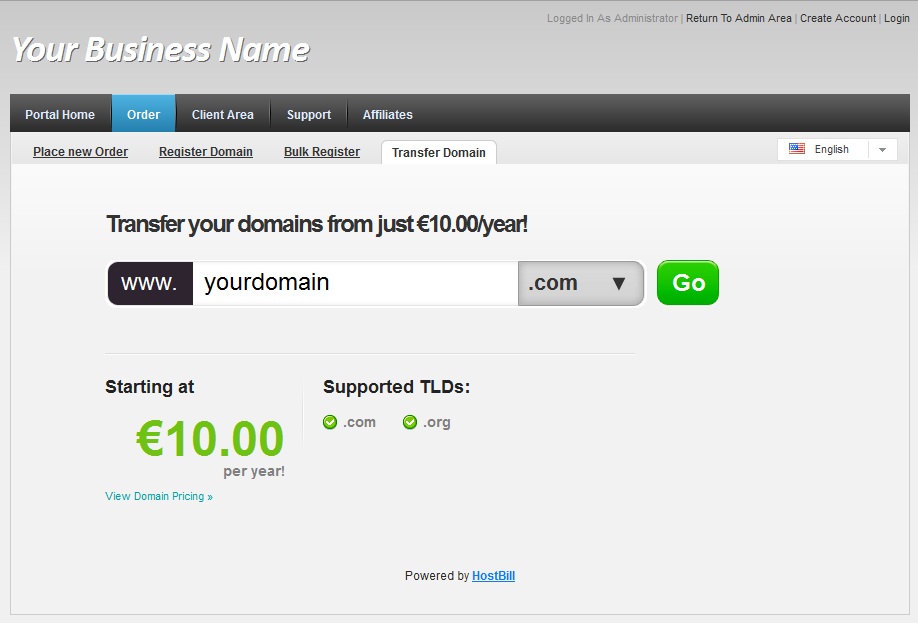 Logged In As Administrator | Return To Admin Area | Create Account | Login
Your Business Name
Portal Home Order Client Area Support Affiliates
Place new Order Register Domain Bulk Register Transfer Domain English
Transfer your domains from just €10.00/year!
www. yourdomain .com ▼ Go
Starting at
€10.00
per year!
View Domain Pricing »
Supported TLDs:
.com .org
Powered by HostBill